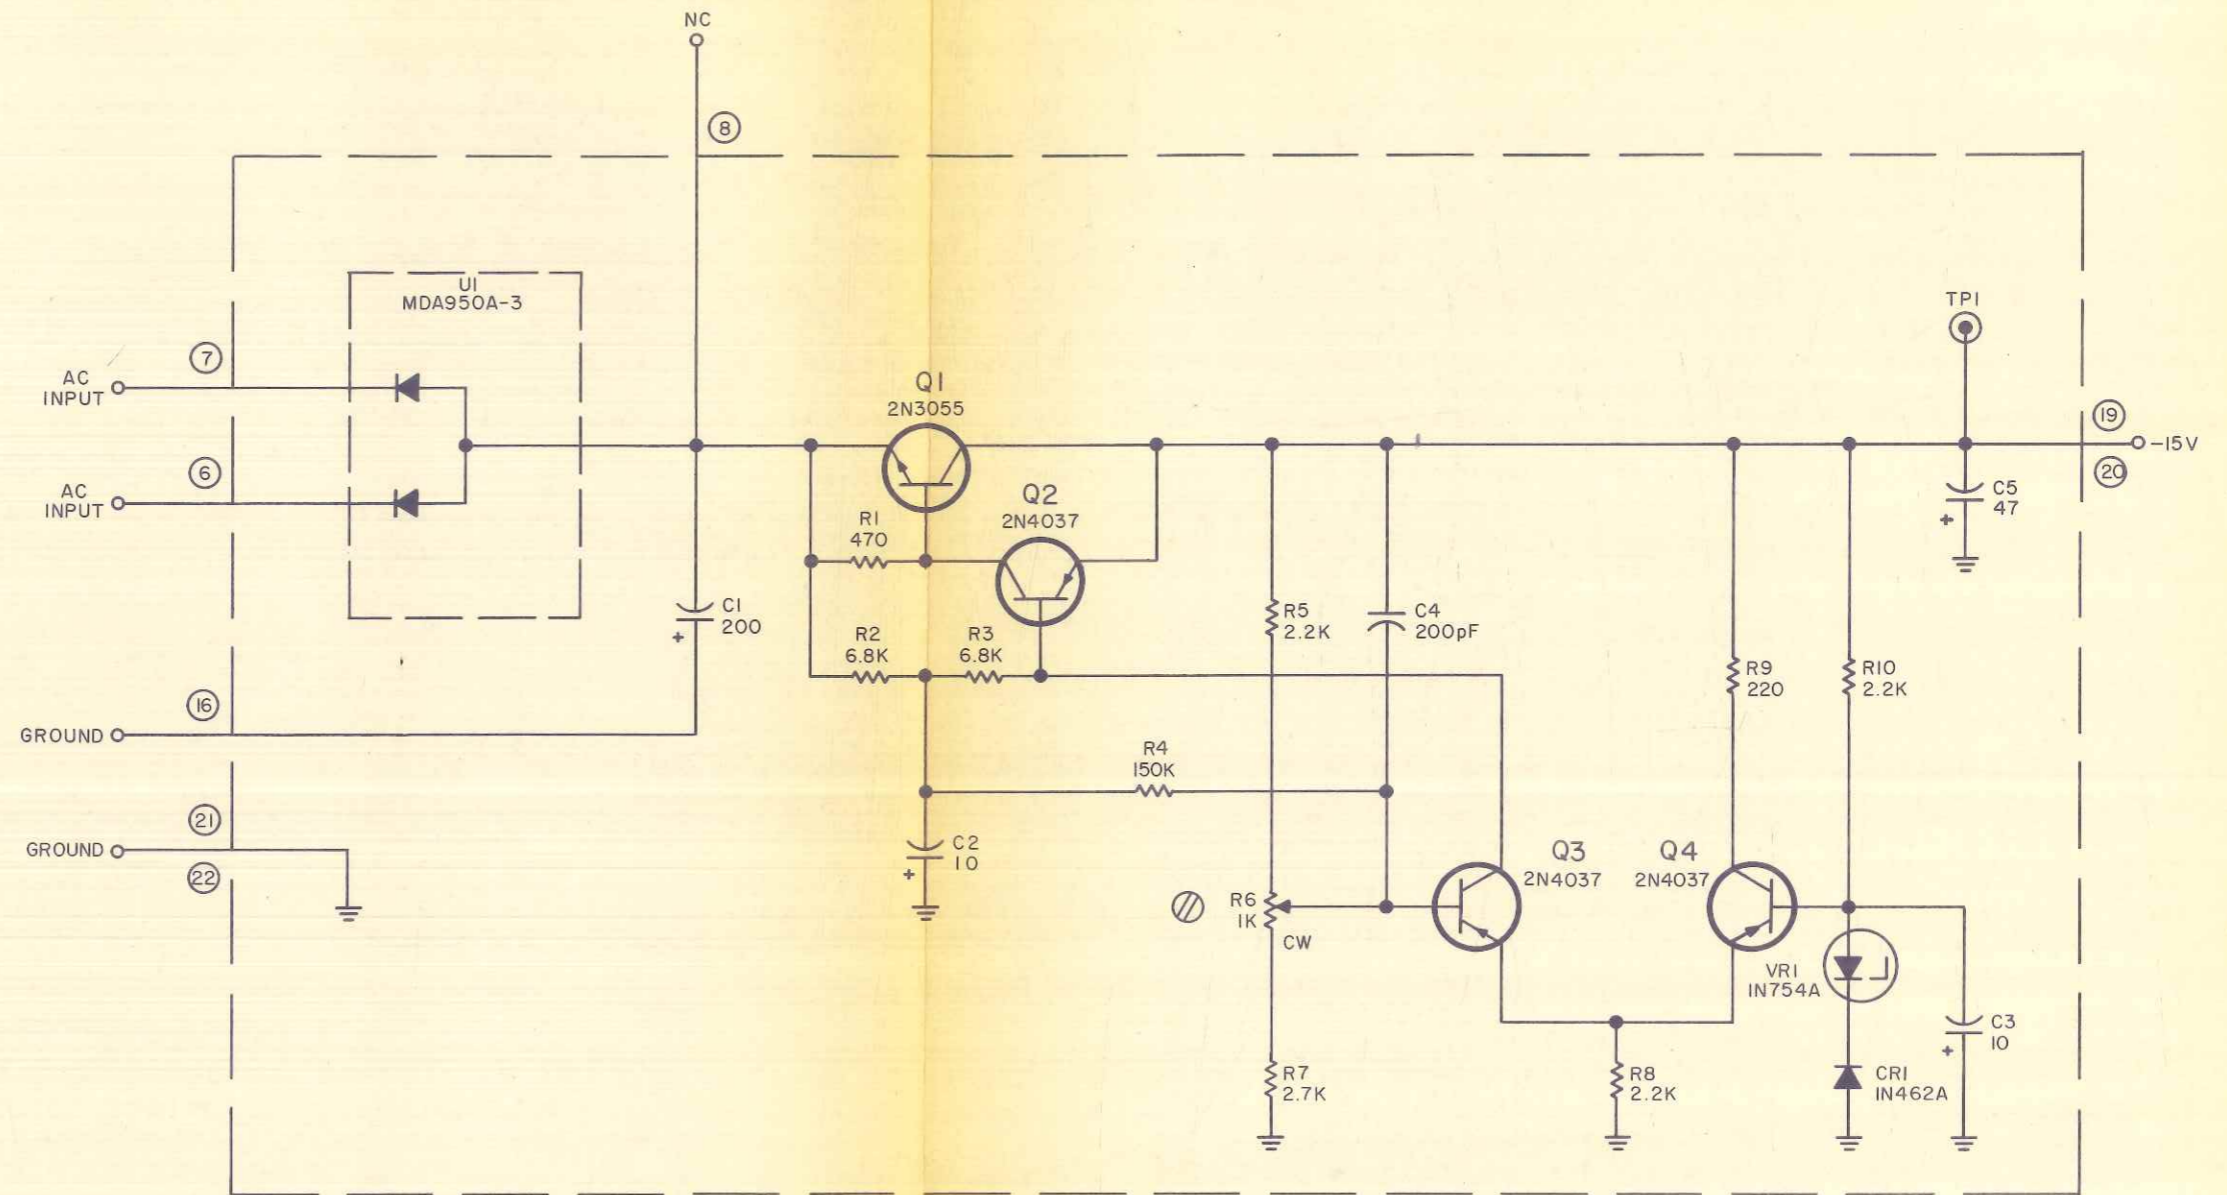 NC
8
U1
MDA950A-3
TP1
7
AC
INPUT
Q1
2N3055
19
-15V
20
6
AC
INPUT
Q2
2N4037
R1
470
C5
47
+
C1
200
+
R2
6.8K
R3
6.8K
R5
2.2K
C4
200pF
R9
220
R10
2.2K
16
GROUND
R4
150K
21
GROUND
22
C2
10
+
Q3
2N4037
Q4
2N4037
R6
1K
CW
VR1
1N754A
C3
10
+
R7
2.7K
R8
2.2K
CR1
1N462A